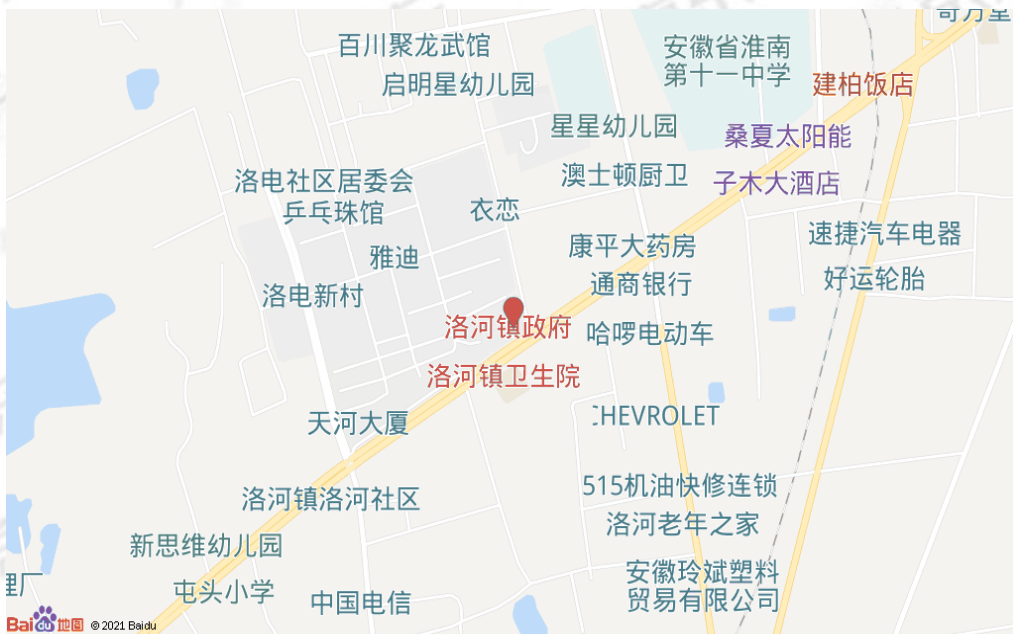 百川聚龙武馆
安徽省淮南
第十一中学
启明星幼儿园
建柏饭店
星星幼儿园
桑夏太阳能
澳士顿厨卫
子木大酒店
洛电社区居委会
乒乓珠馆
衣恋
速捷汽车电器
康平大药房
雅迪
通商银行
好运轮胎
洛电新村
洛河镇政府
哈啰电动车
洛河镇卫生院
天河大厦
CHEVROLET
515机油快修连锁
洛河镇洛河社区
洛河老年之家
新思维幼儿园
安徽玲斌塑料
贸易有限公司
理厂
屯头小学
中国电信
Bai du 地图 © 2021 Baidu